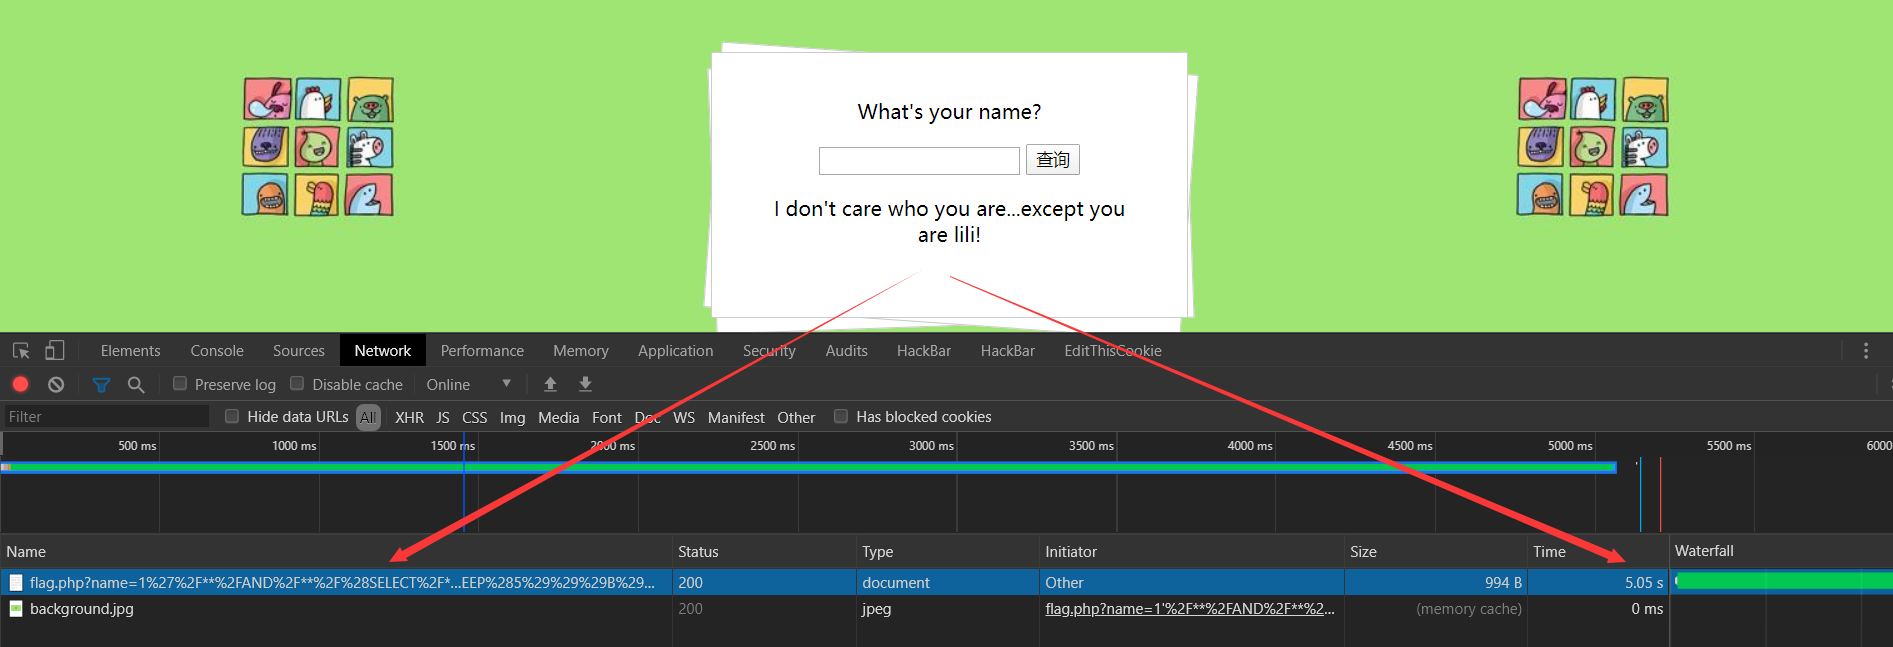 What's your name?
查询
I don't care who you are...except you
are lili!
Elements Console Sources Network Performance Memory Application Security Audits HackBar HackBar EditThisCookie
Preserve log Disable cache Online
Filter Hide data URLs All XHR JS CSS Img Media Font Doc WS Manifest Other Has blocked cookies
500 ms 1000 ms 1500 ms 2000 ms 2500 ms 3000 ms 3500 ms 4000 ms 4500 ms 5000 ms 5500 ms 6000
Name Status Type Initiator Size Time Waterfall
flag.php?name=1%27%2F**%2FAND%2F**%2F%28SELECT%2F*...EEP%285%29%29%29%29B%29... 200 document Other 994 B 5.05 s
background.jpg 200 jpeg flag.php?name=1'%2F**%2FAND%2F**%2... (memory cache) 0 ms